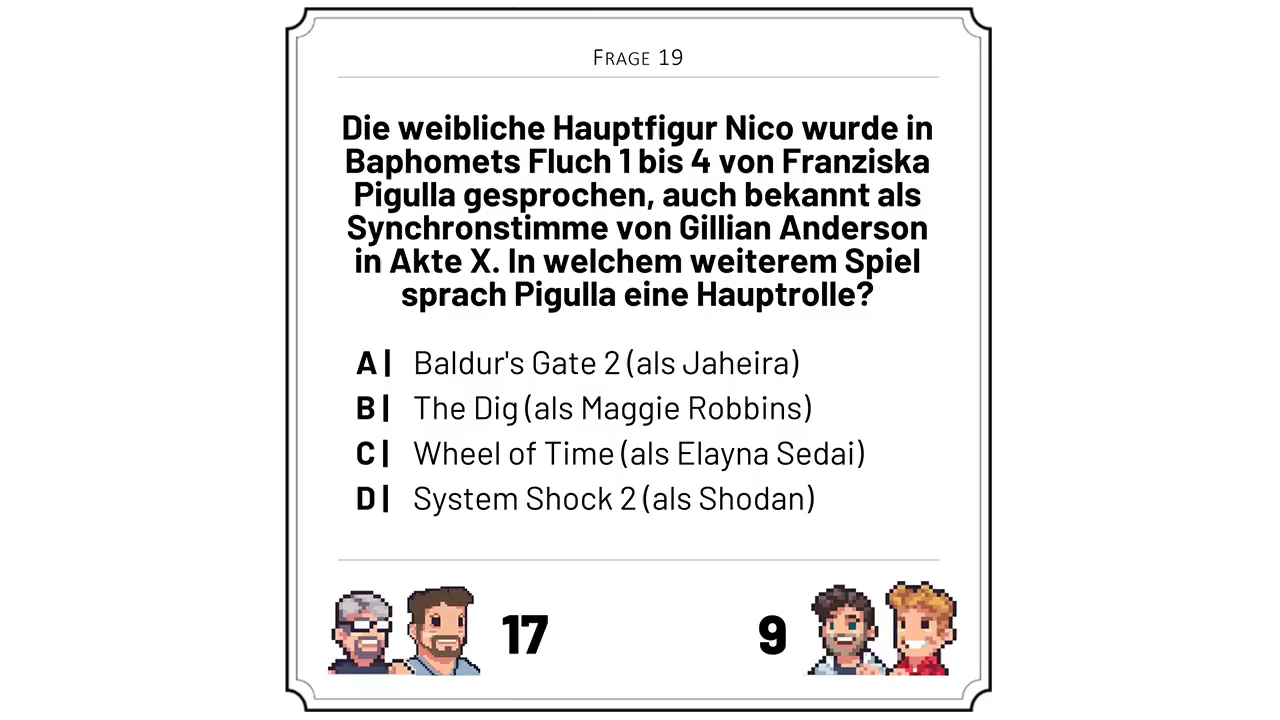 Frage 19
Die weibliche Hauptfigur Nico wurde in
Baphomets Fluch 1 bis 4 von Franziska
Pigulla gesprochen, auch bekannt als
Synchronstimme von Gillian Anderson
in Akte X. In welchem weiterem Spiel
sprach Pigulla eine Hauptrolle?
A | Baldur's Gate 2 (als Jaheira)
B | The Dig (als Maggie Robbins)
C | Wheel of Time (als Elayna Sedai)
D | System Shock 2 (als Shodan)
17 9